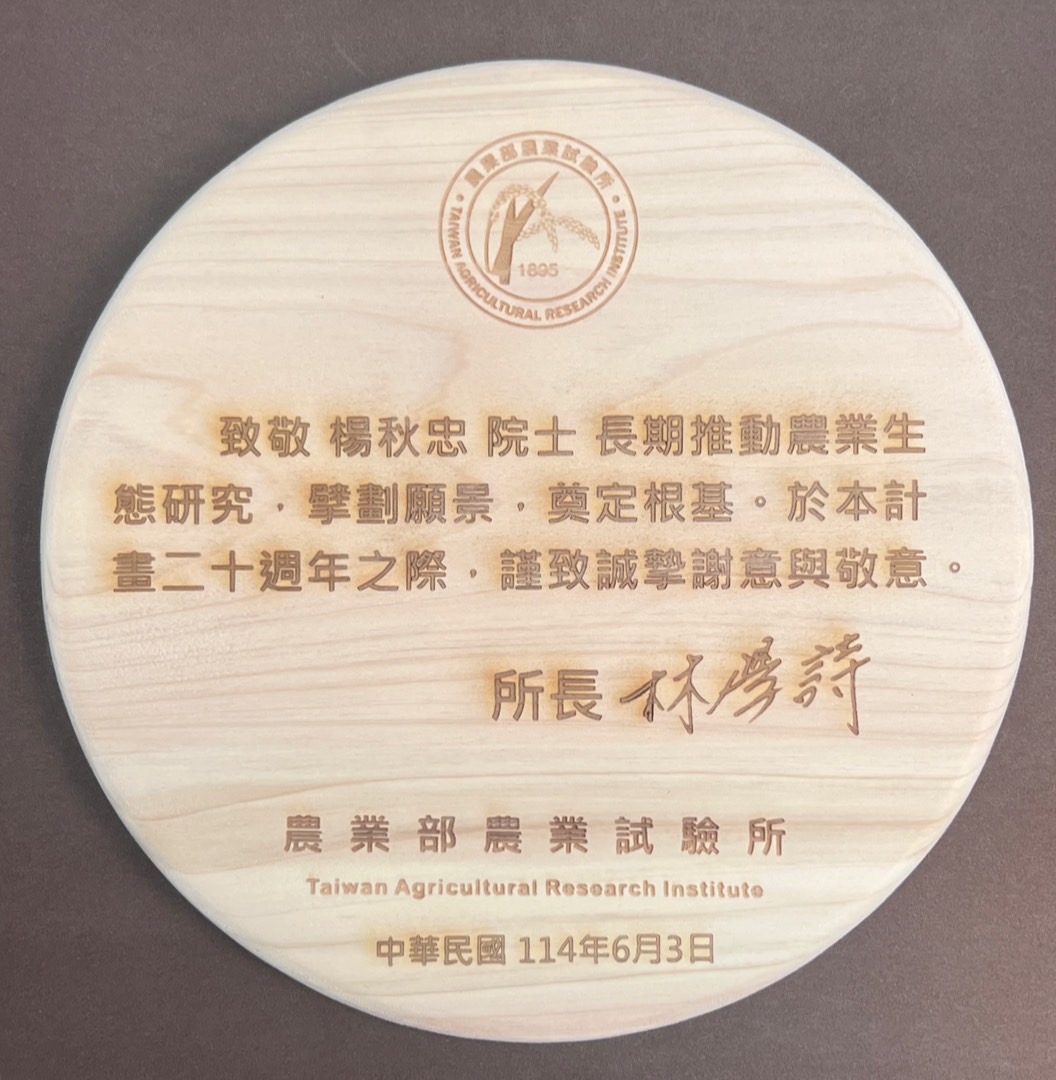 農業部農業試驗所
TAIWAN AGRICULTURAL RESEARCH INSTITUTE
1895
致敬 楊秋忠 院士 長期推動農業生
態研究，擘劃願景，奠定根基。於本計
畫二十週年之際，謹致誠摯謝意與敬意。
所長 林學詩
農業部農業試驗所
Taiwan Agricultural Research Institute
中華民國 114年6月3日